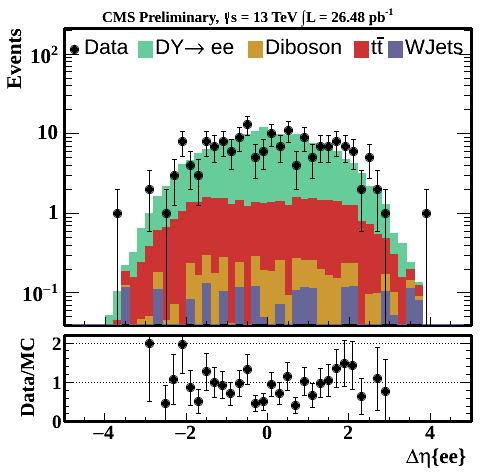 CMS Preliminary, √s = 13 TeV ∫L = 26.48 pb⁻¹
Events
Data DY→ ee Diboson tt̄ WJets
10²
10
1
10⁻¹
Data/MC
2
1
0
−4 −2 0 2 4
Δη{ee}